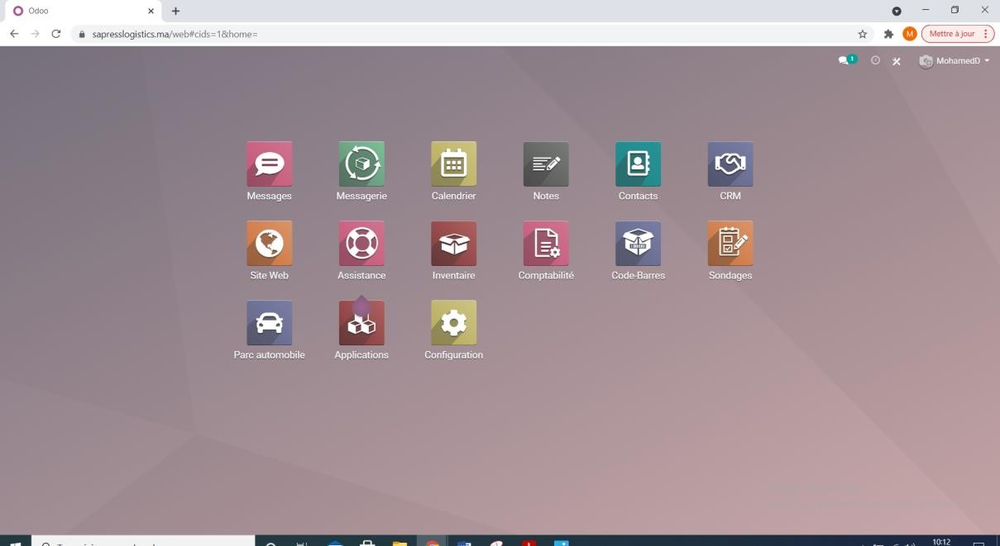 Odoo
sapresslogistics.ma/web#cids=1&home=
M
Mettre à jour
1
MohamedD
Messages
Messagerie
Calendrier
Notes
Contacts
CRM
Site Web
Assistance
Inventaire
Comptabilité
Code-Barres
Sondages
Parc automobile
Applications
Configuration
10:12